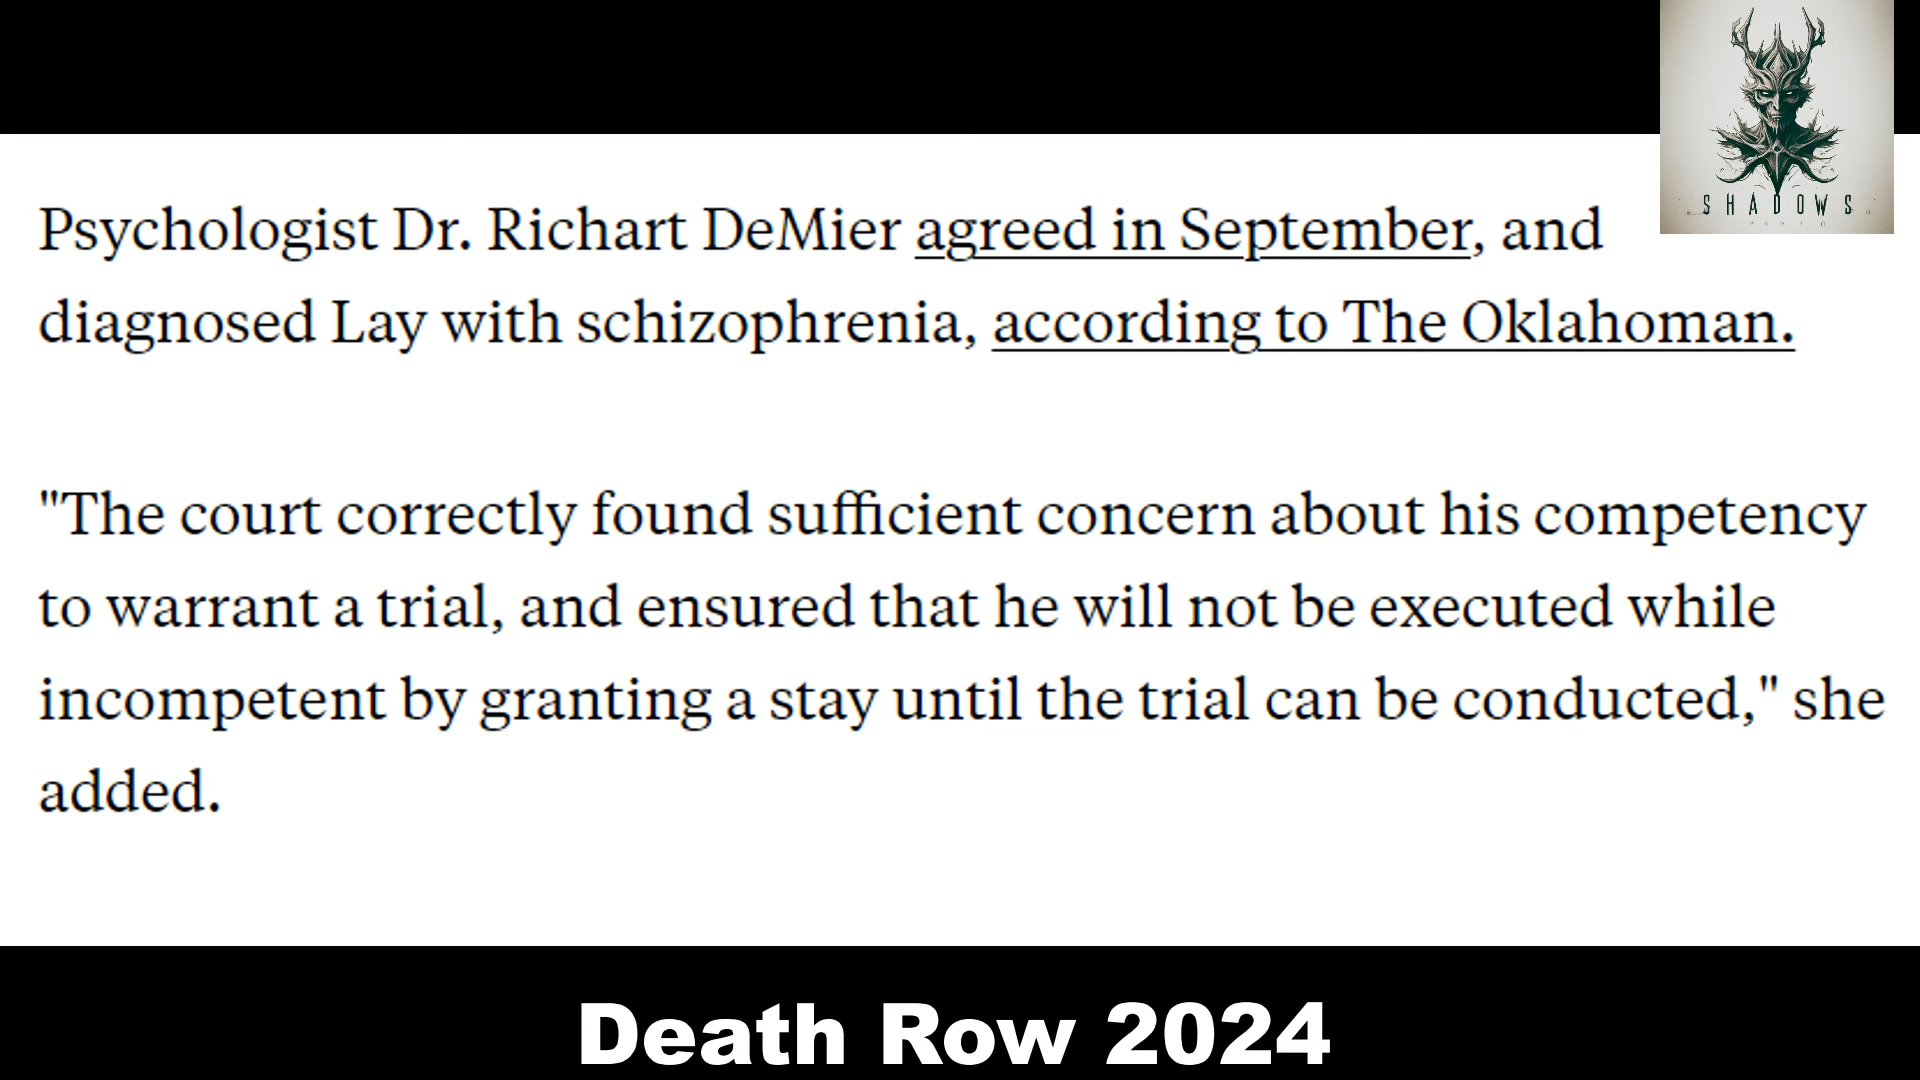 SHADOWS
Psychologist Dr. Richart DeMier agreed in September, and
diagnosed Lay with schizophrenia, according to The Oklahoman.
"The court correctly found sufficient concern about his competency
to warrant a trial, and ensured that he will not be executed while
incompetent by granting a stay until the trial can be conducted," she
added.
Death Row 2024